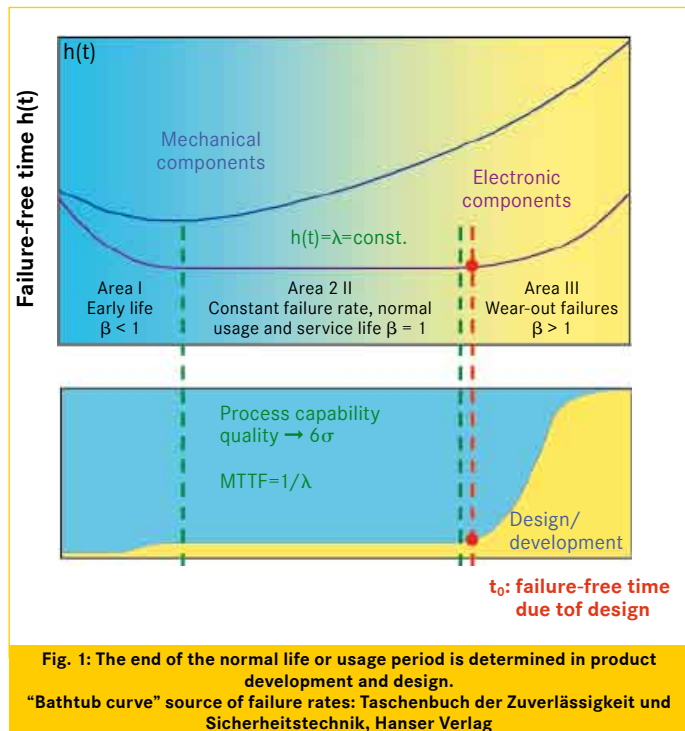 h(t)
Failure-free time h(t)
Mechanical
components
Electronic
components
h(t)=λ=const.
Area I
Early life
β < 1
Area 2 II
Constant failure rate, normal
usage and service life β = 1
Area III
Wear-out failures
β > 1
Process capability
quality → 6σ
MTTF=1/λ
Design/
development
t₀: failure-free time
due tof design
Fig. 1: The end of the normal life or usage period is determined in product
development and design.
“Bathtub curve” source of failure rates: Taschenbuch der Zuverlässigkeit und
Sicherheitstechnik, Hanser Verlag